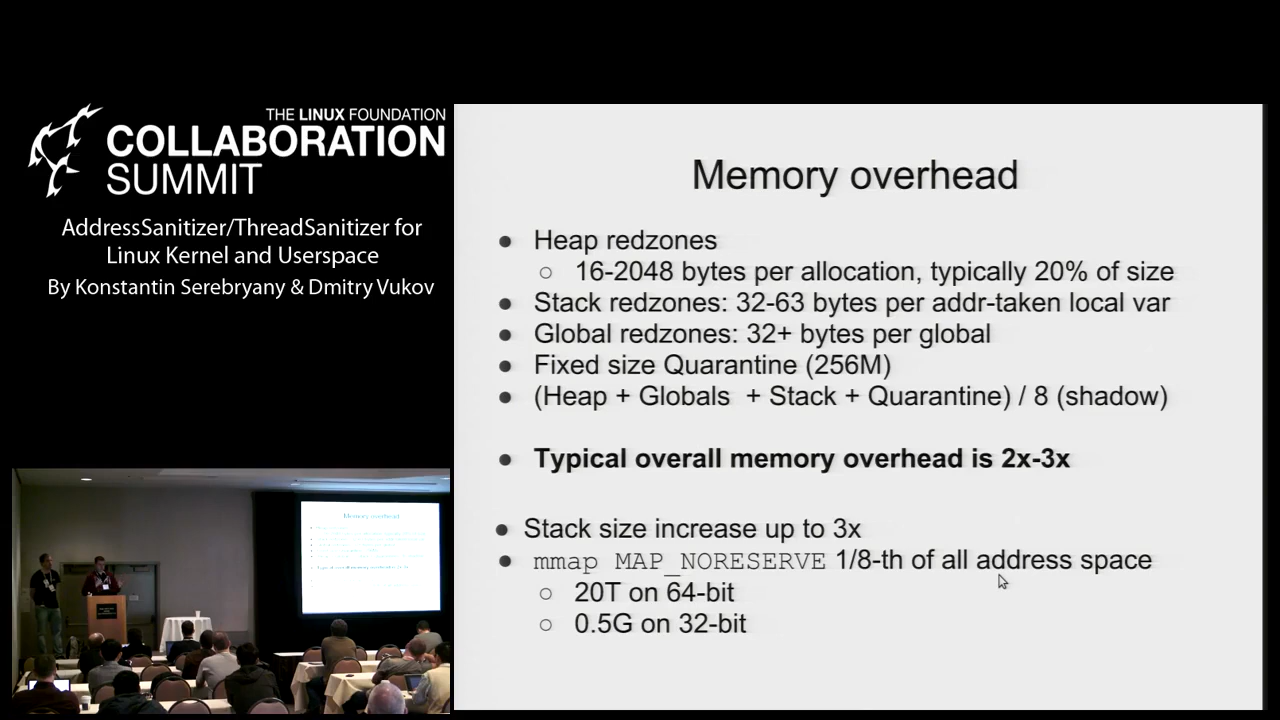 THE LINUX FOUNDATION
COLLABORATION
SUMMIT
AddressSanitizer/ThreadSanitizer for
Linux Kernel and Userspace
By Konstantin Serebryany & Dmitry Vukov
Memory overhead
● Heap redzones
○ 16-2048 bytes per allocation, typically 20% of size
● Stack redzones: 32-63 bytes per addr-taken local var
● Global redzones: 32+ bytes per global
● Fixed size Quarantine (256M)
● (Heap + Globals + Stack + Quarantine) / 8 (shadow)
● Typical overall memory overhead is 2x-3x
● Stack size increase up to 3x
● mmap MAP_NORESERVE 1/8-th of all address space
○ 20T on 64-bit
○ 0.5G on 32-bit
Memory overhead